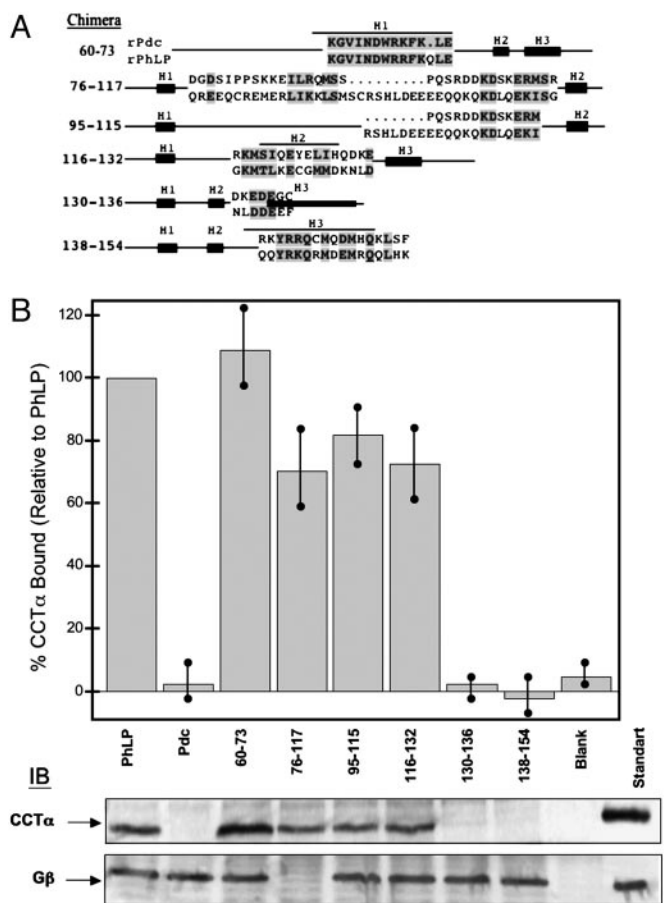 A
Chimera
H1
rPdc KGVINDWRKFK.LE
60-73
H2 H3
rPhLP KGVINDWRRFKQLE
76-117
H1
DGDSIPPSKKEILRQMSS.........PQSRDDKDSKERMSR
H2
QREEQCREMERLIKKLSMSCRSHLDEEEEQQKQKDLQEKISG
95-115
H1
.........PQSRDDKDSKERM
H2
RSHLDEEEEQQKQKDLQEKI
116-132
H1
H2
RKMSIQEYELIHQDKE
H3
GKMTLKECGMMDKNLD
130-136
H1 H2
DKEDEGC
H3
NLDDEEF
138-154
H1 H2
H3
RKYRRQCMQDMHQKLSF
QQYRKQRMDEMRQQLHK
B
% CCTα Bound (Relative to PhLP)
120
100
80
60
40
20
0
PhLP
Pdc
60-73
76-117
95-115
116-132
130-136
138-154
Blank
Standart
IB
CCTα
Gβ